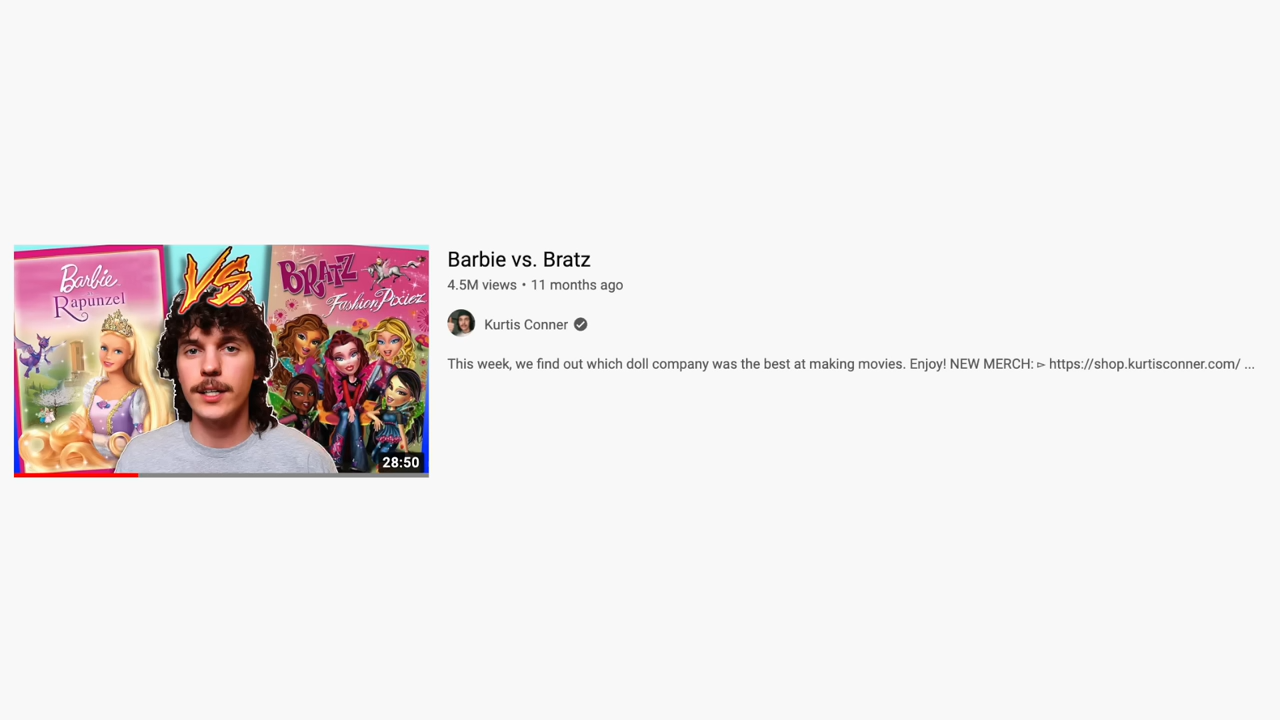 Barbie
Rapunzel
VS
BRATZ
Fashion Pixiez
28:50
Barbie vs. Bratz
4.5M views • 11 months ago
Kurtis Conner
This week, we find out which doll company was the best at making movies. Enjoy! NEW MERCH: ▻ https://shop.kurtisconner.com/ ...